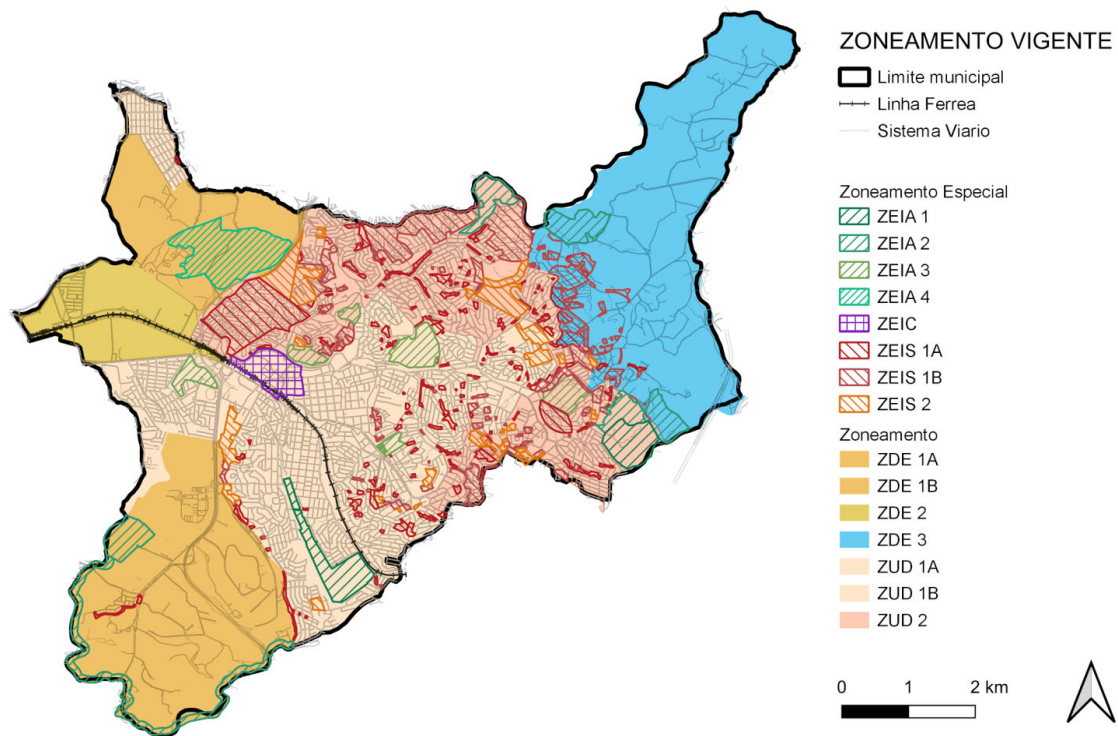 ZONEAMENTO VIGENTE
Limite municipal
Linha Ferrea
Sistema Viario
Zoneamento Especial
ZEIA 1
ZEIA 2
ZEIA 3
ZEIA 4
ZEIC
ZEIS 1A
ZEIS 1B
ZEIS 2
Zoneamento
ZDE 1A
ZDE 1B
ZDE 2
ZDE 3
ZUD 1A
ZUD 1B
ZUD 2
0 1 2 km